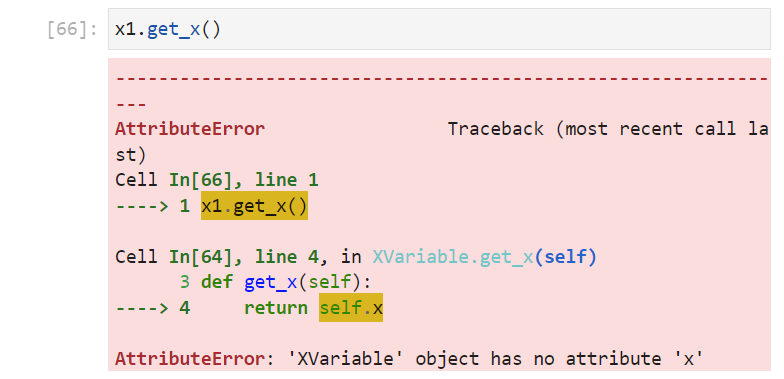 [66]: x1.get_x()
---------------------------------------------------------------------------
AttributeError                 Traceback (most recent call la
st)
Cell In[66], line 1
----> 1 x1.get_x()
Cell In[64], line 4, in XVariable.get_x(self)
      3 def get_x(self):
----> 4     return self.x
AttributeError: 'XVariable' object has no attribute 'x'